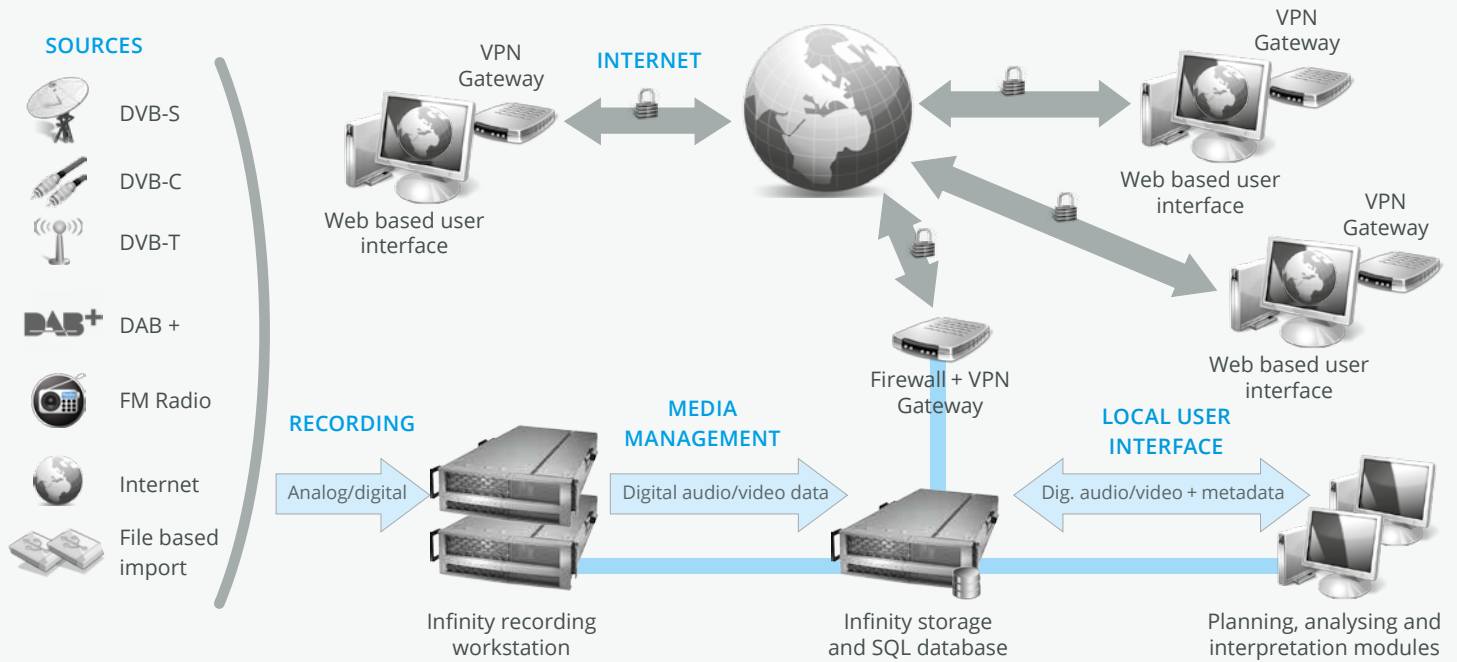 SOURCES
DVB-S
DVB-C
DVB-T
DAB+
DAB +
FM Radio
Internet
File based
import
VPN
Gateway
Web based user
interface
INTERNET
VPN
Gateway
Web based user
interface
VPN
Gateway
Web based user
interface
Firewall + VPN
Gateway
RECORDING
Analog/digital
Infinity recording
workstation
MEDIA
MANAGEMENT
Digital audio/video data
Infinity storage
and SQL database
LOCAL USER
INTERFACE
Dig. audio/video + metadata
Planning, analysing and
interpretation modules